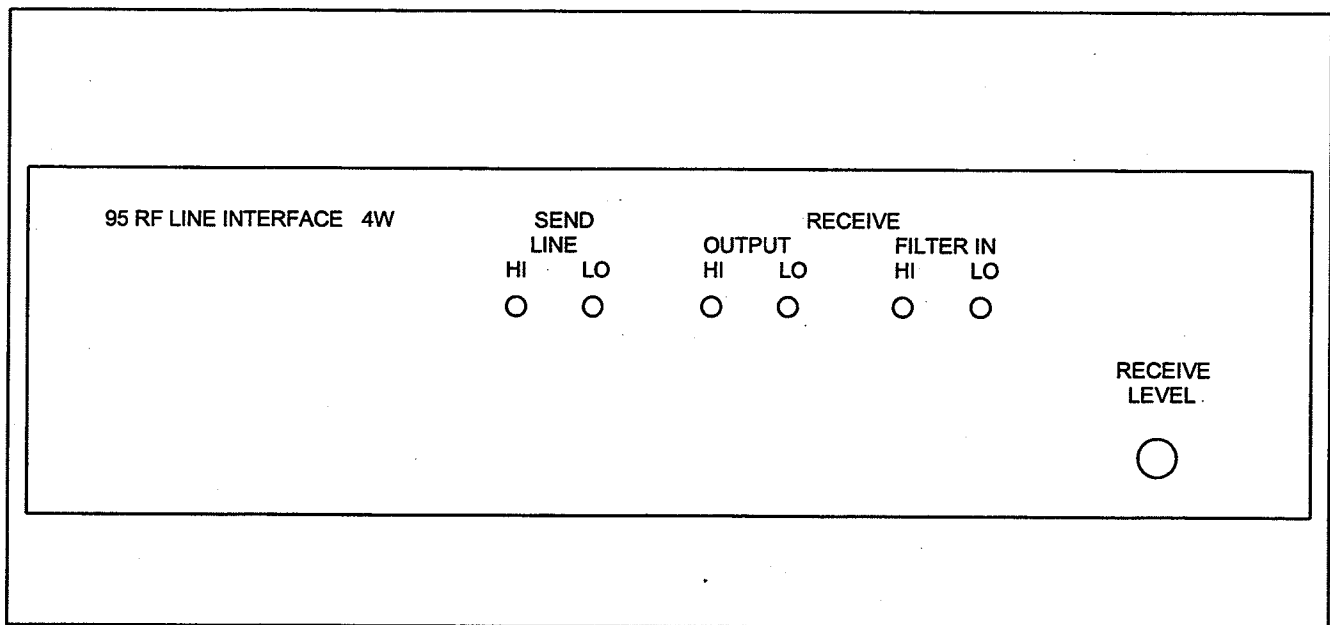 95 RF LINE INTERFACE 4W
SEND
LINE
HI LO
RECEIVE
OUTPUT
HI LO
FILTER IN
HI LO
RECEIVE
LEVEL